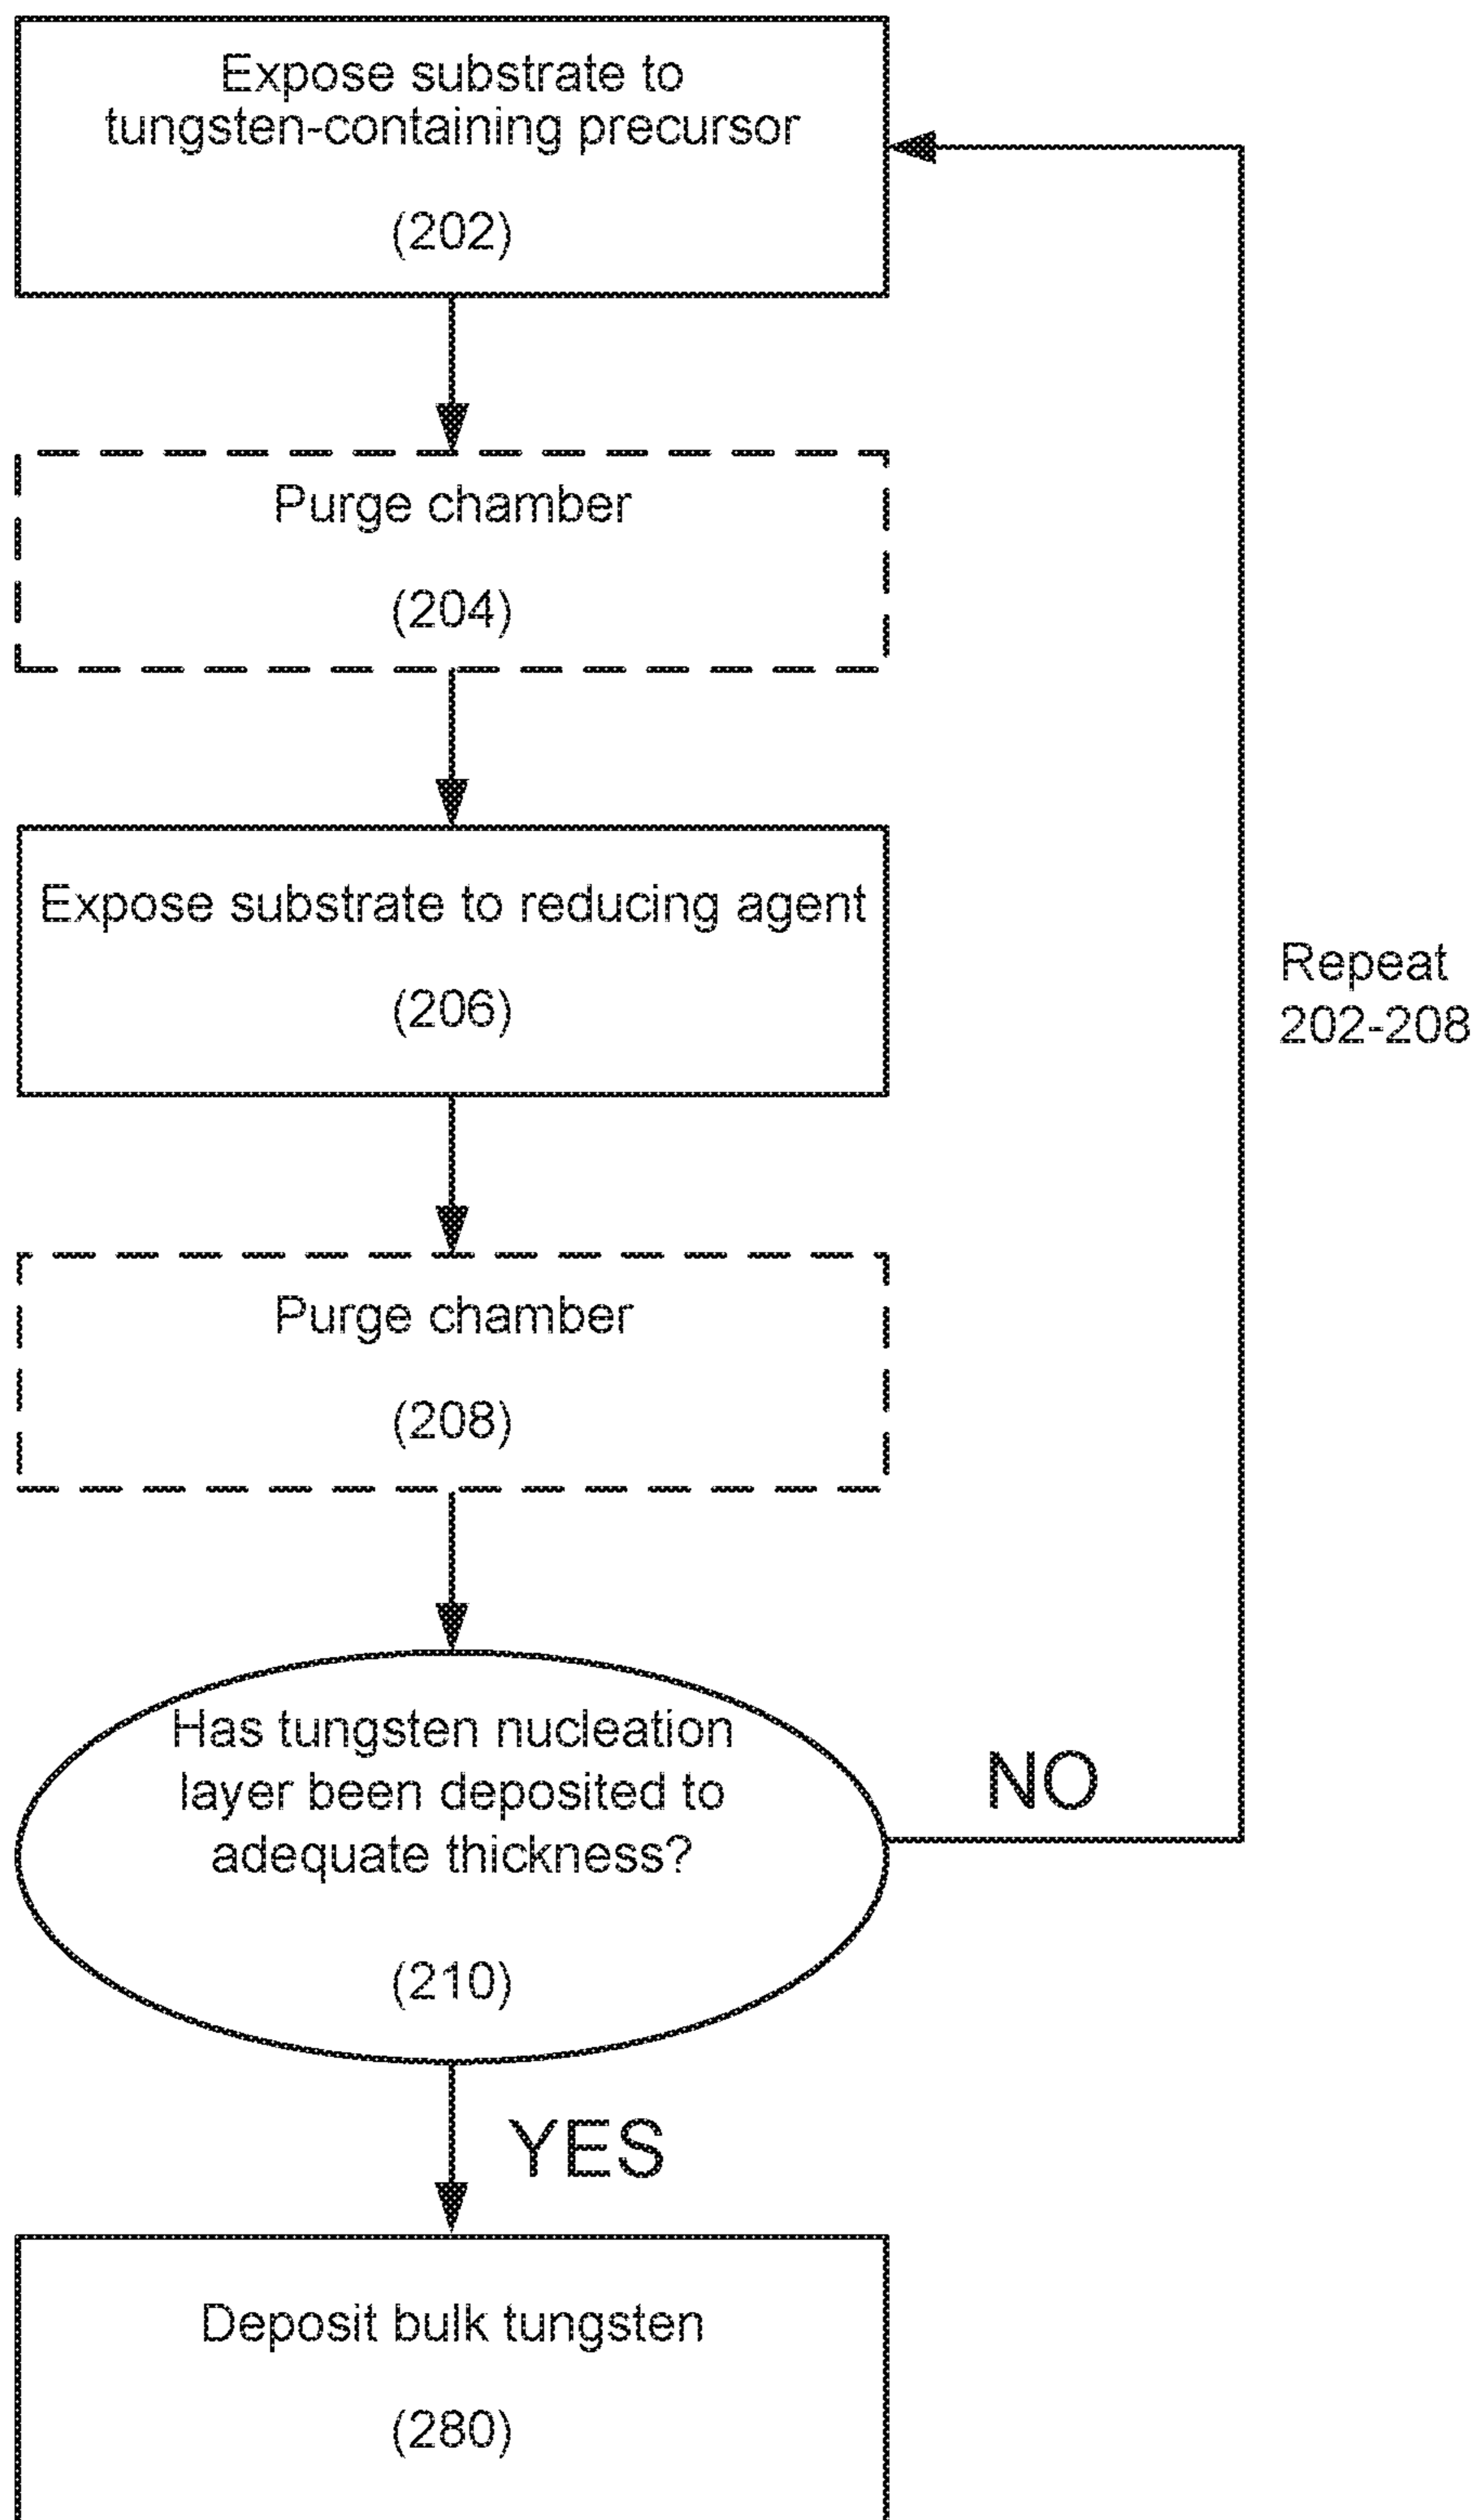 Expose substrate to
tungsten-containing precursor
(202)
Purge chamber
(204)
Expose substrate to reducing agent
(206)
Repeat
202-208
Purge chamber
(208)
Has tungsten nucleation
layer been deposited to
adequate thickness?
(210)
NO
YES
Deposit bulk tungsten
(280)